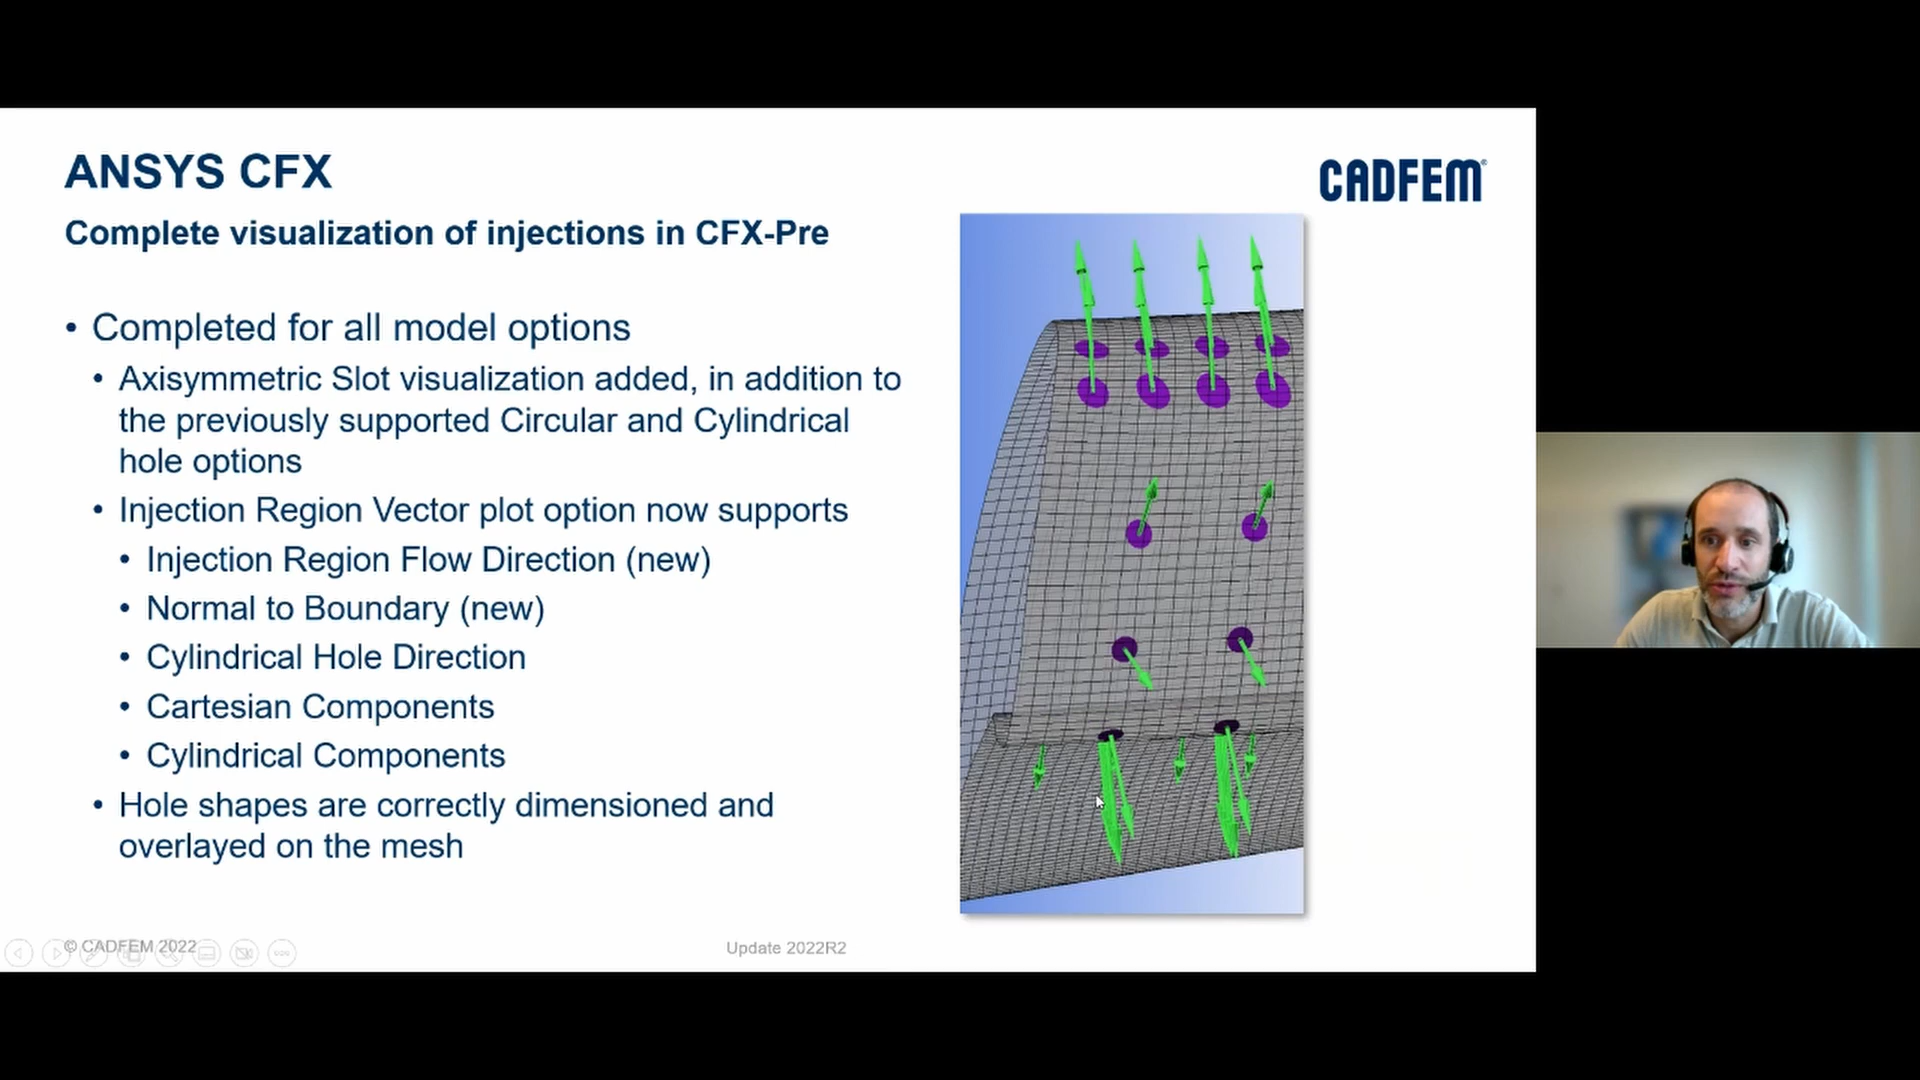 ANSYS CFX
CADFEM®
Complete visualization of injections in CFX-Pre
• Completed for all model options
• Axisymmetric Slot visualization added, in addition to
the previously supported Circular and Cylindrical
hole options
• Injection Region Vector plot option now supports
• Injection Region Flow Direction (new)
• Normal to Boundary (new)
• Cylindrical Hole Direction
• Cartesian Components
• Cylindrical Components
• Hole shapes are correctly dimensioned and
overlayed on the mesh
© CADFEM 2022
Update 2022R2